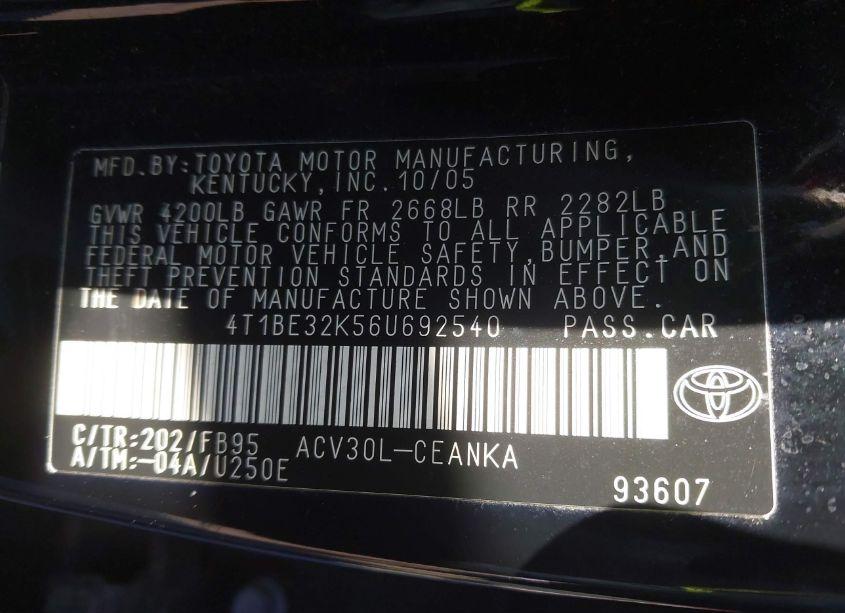 MFD.BY:TOYOTA MOTOR MANUFACTURING,
KENTUCKY,INC.10/05
GVWR 4200LB GAWR FR 2668LB RR 2282LB
THIS VEHICLE CONFORMS TO ALL APPLICABLE
FEDERAL MOTOR VEHICLE SAFETY,BUMPER,AND
THEFT PREVENTION STANDARDS IN EFFECT ON
THE DATE OF MANUFACTURE SHOWN ABOVE.
4T1BE32K56U692540 PASS.CAR
C/TR:202/FB95 ACV30L-CEANKA
A/TM:-04A/U250E
93607